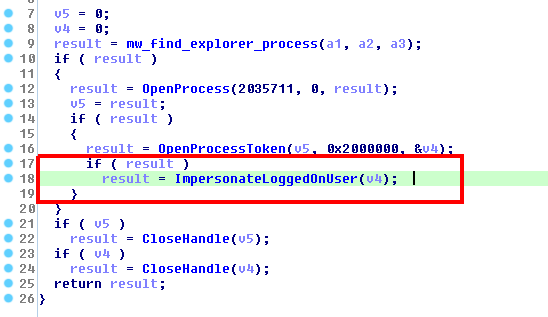 7 v5 = 0;
8 v4 = 0;
9 result = mw_find_explorer_process(a1, a2, a3);
10 if ( result )
11 {
12 result = OpenProcess(2035711, 0, result);
13 v5 = result;
14 if ( result )
15 {
16 result = OpenProcessToken(v5, 0x2000000, &v4);
17 if ( result )
18 result = ImpersonateLoggedOnUser(v4);
19 }
20 }
21 if ( v5 )
22 result = CloseHandle(v5);
23 if ( v4 )
24 result = CloseHandle(v4);
25 return result;
26 }